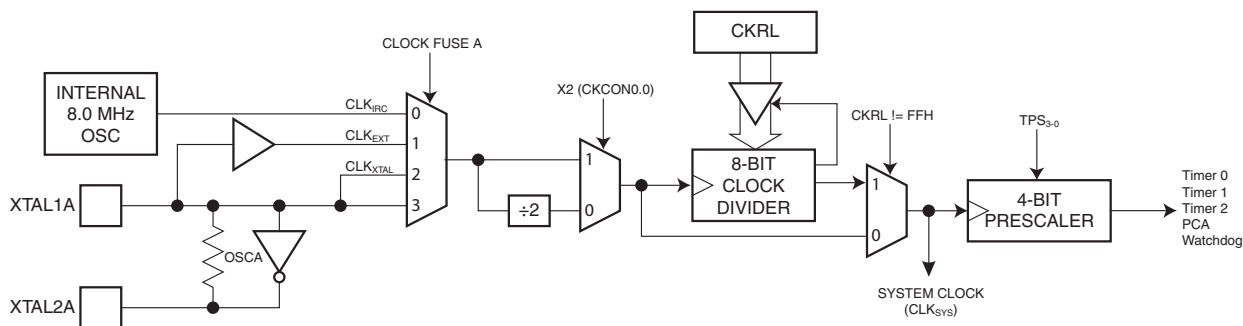 CKRL
CLOCK FUSE A
INTERNAL
8.0 MHz
OSC
CLKIRC
0
X2 (CKCON0.0)
CKRL != FFH
TPS3-0
CLKEXT
1
CLKXTAL
2
3
1
÷2
0
8-BIT
CLOCK
DIVIDER
1
0
4-BIT
PRESCALER
Timer 0
Timer 1
Timer 2
PCA
Watchdog
XTAL1A
OSCA
XTAL2A
SYSTEM CLOCK
(CLKSYS)